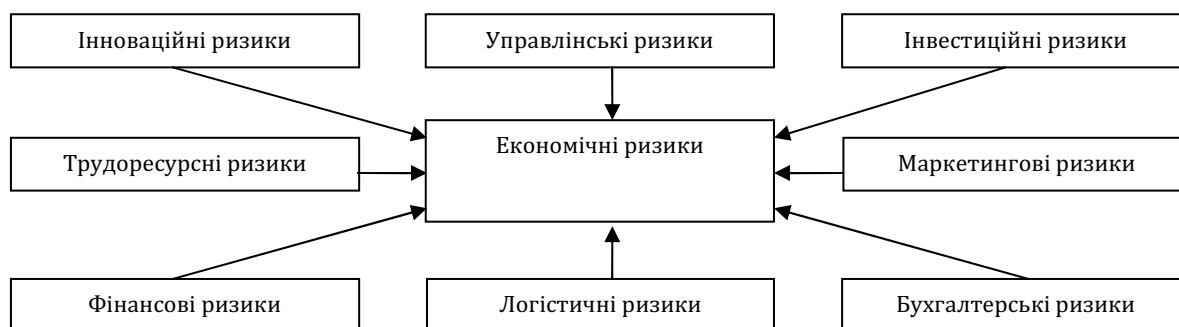 Інноваційні ризики
Управлінські ризики
Інвестиційні ризики
Економічні ризики
Трудоресурсні ризики
Маркетингові ризики
Фінансові ризики
Логістичні ризики
Бухгалтерські ризики